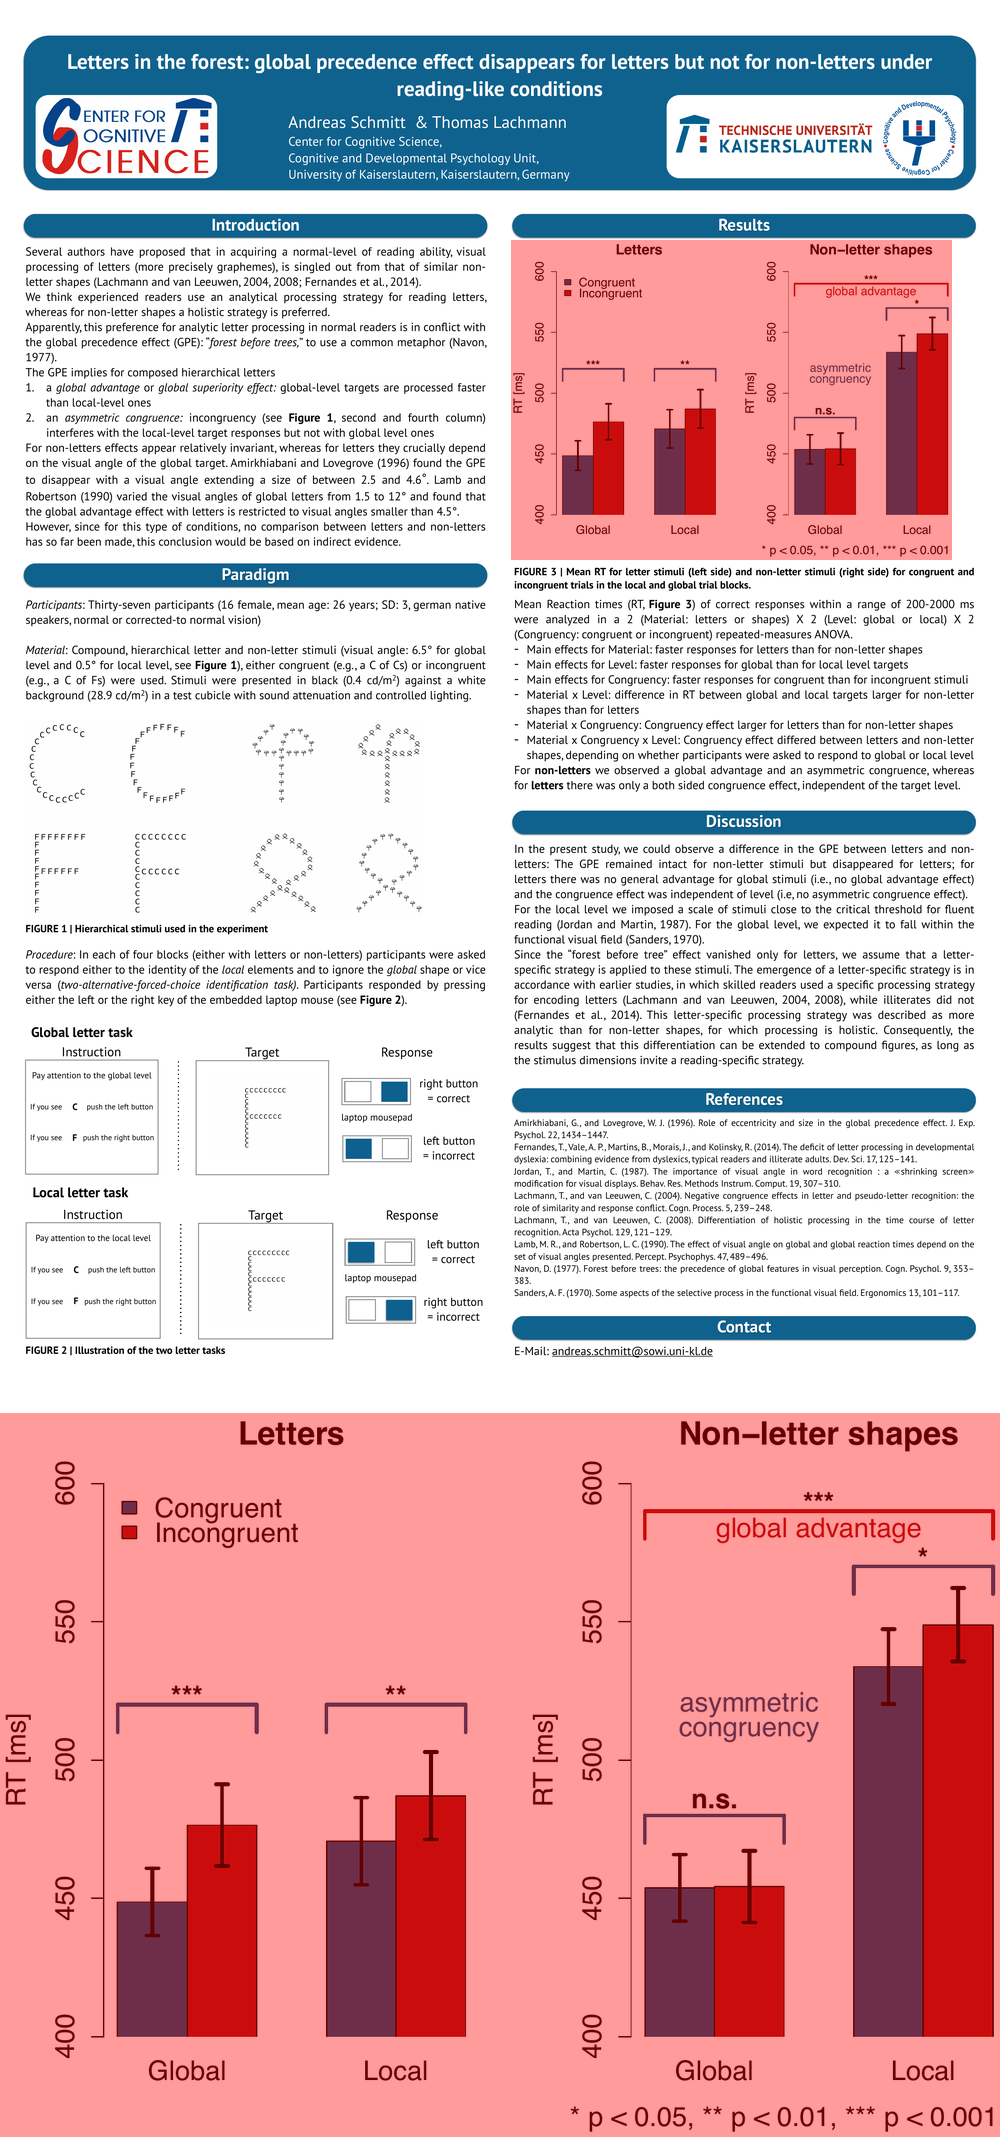 Letters in the forest: global precedence effect disappears for letters but not for non-letters under
reading-like conditions
CENTER FOR
COGNITIVE
SCIENCE
Andreas Schmitt & Thomas Lachmann
Center for Cognitive Science,
Cognitive and Developmental Psychology Unit,
University of Kaiserslautern, Kaiserslautern, Germany
TECHNISCHE UNIVERSITÄT
KAISERSLAUTERN
Cognitive and Developmental Psychology
Center for Cognitive Science
Introduction
Several authors have proposed that in acquiring a normal-level of reading ability, visual
processing of letters (more precisely graphemes), is singled out from that of similar non-
letter shapes (Lachmann and van Leeuwen, 2004, 2008; Fernandes et al., 2014).
We think experienced readers use an analytical processing strategy for reading letters,
whereas for non-letter shapes a holistic strategy is preferred.
Apparently, this preference for analytic letter processing in normal readers is in conflict with
the global precedence effect (GPE): "forest before trees," to use a common metaphor (Navon,
1977).
The GPE implies for composed hierarchical letters
1. a global advantage or global superiority effect: global-level targets are processed faster
than local-level ones
2. an asymmetric congruence: incongruency (see Figure 1, second and fourth column)
interferes with the local-level target responses but not with global level ones
For non-letters effects appear relatively invariant, whereas for letters they crucially depend
on the visual angle of the global target. Amirkhiabani and Lovegrove (1996) found the GPE
to disappear with a visual angle extending a size of between 2.5 and 4.6°. Lamb and
Robertson (1990) varied the visual angles of global letters from 1.5 to 12° and found that
the global advantage effect with letters is restricted to visual angles smaller than 4.5°.
However, since for this type of conditions, no comparison between letters and non-letters
has so far been made, this conclusion would be based on indirect evidence.
Paradigm
Participants: Thirty-seven participants (16 female, mean age: 26 years; SD: 3, german native
speakers, normal or corrected-to normal vision)
Material: Compound, hierarchical letter and non-letter stimuli (visual angle: 6.5° for global
level and 0.5° for local level, see Figure 1), either congruent (e.g., a C of Cs) or incongruent
(e.g., a C of Fs) were used. Stimuli were presented in black (0.4 cd/m²) against a white
background (28.9 cd/m²) in a test cubicle with sound attenuation and controlled lighting.
FIGURE 1 | Hierarchical stimuli used in the experiment
Procedure: In each of four blocks (either with letters or non-letters) participants were asked
to respond either to the identity of the local elements and to ignore the global shape or vice
versa (two-alternative-forced-choice identification task). Participants responded by pressing
either the left or the right key of the embedded laptop mouse (see Figure 2).
Global letter task
Instruction Target Response
Pay attention to the global level
If you see C push the left button
If you see F push the right button
right button
= correct
laptop mousepad
left button
= incorrect
Local letter task
Instruction Target Response
Pay attention to the local level
If you see C push the left button
If you see F push the right button
left button
= correct
laptop mousepad
right button
= incorrect
FIGURE 2 | Illustration of the two letter tasks
Results
Letters
Non-letter shapes
Congruent
Incongruent
RT [ms]
600
550
500
450
400
***
**
Global
Local
RT [ms]
600
550
500
450
400
***
global advantage
*
asymmetric
congruency
n.s.
Global
Local
* p < 0.05, ** p < 0.01, *** p < 0.001
FIGURE 3 | Mean RT for letter stimuli (left side) and non-letter stimuli (right side) for congruent and
incongruent trials in the local and global trial blocks.
Mean Reaction times (RT, Figure 3) of correct responses within a range of 200-2000 ms
were analyzed in a 2 (Material: letters or shapes) X 2 (Level: global or local) X 2
(Congruency: congruent or incongruent) repeated-measures ANOVA.
- Main effects for Material: faster responses for letters than for non-letter shapes
- Main effects for Level: faster responses for global than for local level targets
- Main effects for Congruency: faster responses for congruent than for incongruent stimuli
- Material x Level: difference in RT between global and local targets larger for non-letter
shapes than for letters
- Material x Congruency: Congruency effect larger for letters than for non-letter shapes
- Material x Congruency x Level: Congruency effect differed between letters and non-letter
shapes, depending on whether participants were asked to respond to global or local level
For non-letters we observed a global advantage and an asymmetric congruence, whereas
for letters there was only a both sided congruence effect, independent of the target level.
Discussion
In the present study, we could observe a difference in the GPE between letters and non-
letters: The GPE remained intact for non-letter stimuli but disappeared for letters; for
letters there was no general advantage for global stimuli (i.e., no global advantage effect)
and the congruence effect was independent of level (i.e, no asymmetric congruence effect).
For the local level we imposed a scale of stimuli close to the critical threshold for fluent
reading (Jordan and Martin, 1987). For the global level, we expected it to fall within the
functional visual field (Sanders, 1970).
Since the "forest before tree" effect vanished only for letters, we assume that a letter-
specific strategy is applied to these stimuli. The emergence of a letter-specific strategy is in
accordance with earlier studies, in which skilled readers used a specific processing strategy
for encoding letters (Lachmann and van Leeuwen, 2004, 2008), while illiterates did not
(Fernandes et al., 2014). This letter-specific processing strategy was described as more
analytic than for non-letter shapes, for which processing is holistic. Consequently, the
results suggest that this differentiation can be extended to compound figures, as long as
the stimulus dimensions invite a reading-specific strategy.
References
Amirkhiabani, G., and Lovegrove, W. J. (1996). Role of eccentricity and size in the global precedence effect. J. Exp.
Psychol. 22, 1434–1447.
Fernandes, T., Vale, A. P., Martins, B., Morais, J., and Kolinsky, R. (2014). The deficit of letter processing in developmental
dyslexia: combining evidence from dyslexics, typical readers and illiterate adults. Dev. Sci. 17, 125–141.
Jordan, T., and Martin, C. (1987). The importance of visual angle in word recognition : a «shrinking screen»
modification for visual displays. Behav. Res. Methods Instrum. Comput. 19, 307–310.
Lachmann, T., and van Leeuwen, C. (2004). Negative congruence effects in letter and pseudo-letter recognition: the
role of similarity and response conflict. Cogn. Process. 5, 239–248.
Lachmann, T., and van Leeuwen, C. (2008). Differentiation of holistic processing in the time course of letter
recognition. Acta Psychol. 129, 121–129.
Lamb, M. R., and Robertson, L. C. (1990). The effect of visual angle on global and global reaction times depend on the
set of visual angles presented. Percept. Psychophys. 47, 489–496.
Navon, D. (1977). Forest before trees: the precedence of global features in visual perception. Cogn. Psychol. 9, 353–
383.
Sanders, A. F. (1970). Some aspects of the selective process in the functional visual field. Ergonomics 13, 101–117.
Contact
E-Mail: andreas.schmitt@sowi.uni-kl.de
Letters
Non-letter shapes
Congruent
Incongruent
RT [ms]
600
550
500
450
400
***
**
Global
Local
RT [ms]
600
550
500
450
400
***
global advantage
*
asymmetric
congruency
n.s.
Global
Local
* p < 0.05, ** p < 0.01, *** p < 0.001